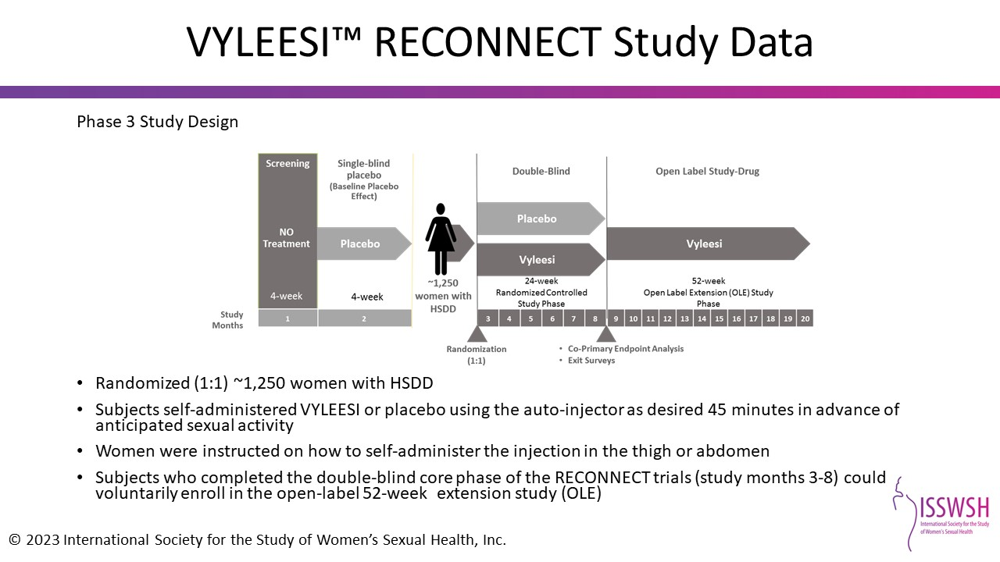 VYLEESI™ RECONNECT Study Data
Phase 3 Study Design
Screening
NO
Treatment
4-week
Single-blind
placebo
(Baseline Placebo
Effect)
Placebo
4-week
~1,250
women with
HSDD
Double-Blind
Placebo
Vyleesi
24-week
Randomized Controlled
Study Phase
Open Label Study-Drug
Vyleesi
52-week
Open Label Extension (OLE) Study
Phase
Study
Months
1 2 3 4 5 6 7 8 9 10 11 12 13 14 15 16 17 18 19 20
Randomization
(1:1)
• Co-Primary Endpoint Analysis
• Exit Surveys
• Randomized (1:1) ~1,250 women with HSDD
• Subjects self-administered VYLEESI or placebo using the auto-injector as desired 45 minutes in advance of
anticipated sexual activity
• Women were instructed on how to self-administer the injection in the thigh or abdomen
• Subjects who completed the double-blind core phase of the RECONNECT trials (study months 3-8) could
voluntarily enroll in the open-label 52-week extension study (OLE)
ISSWSH
International Society for the Study
of Women's Sexual Health
© 2023 International Society for the Study of Women’s Sexual Health, Inc.